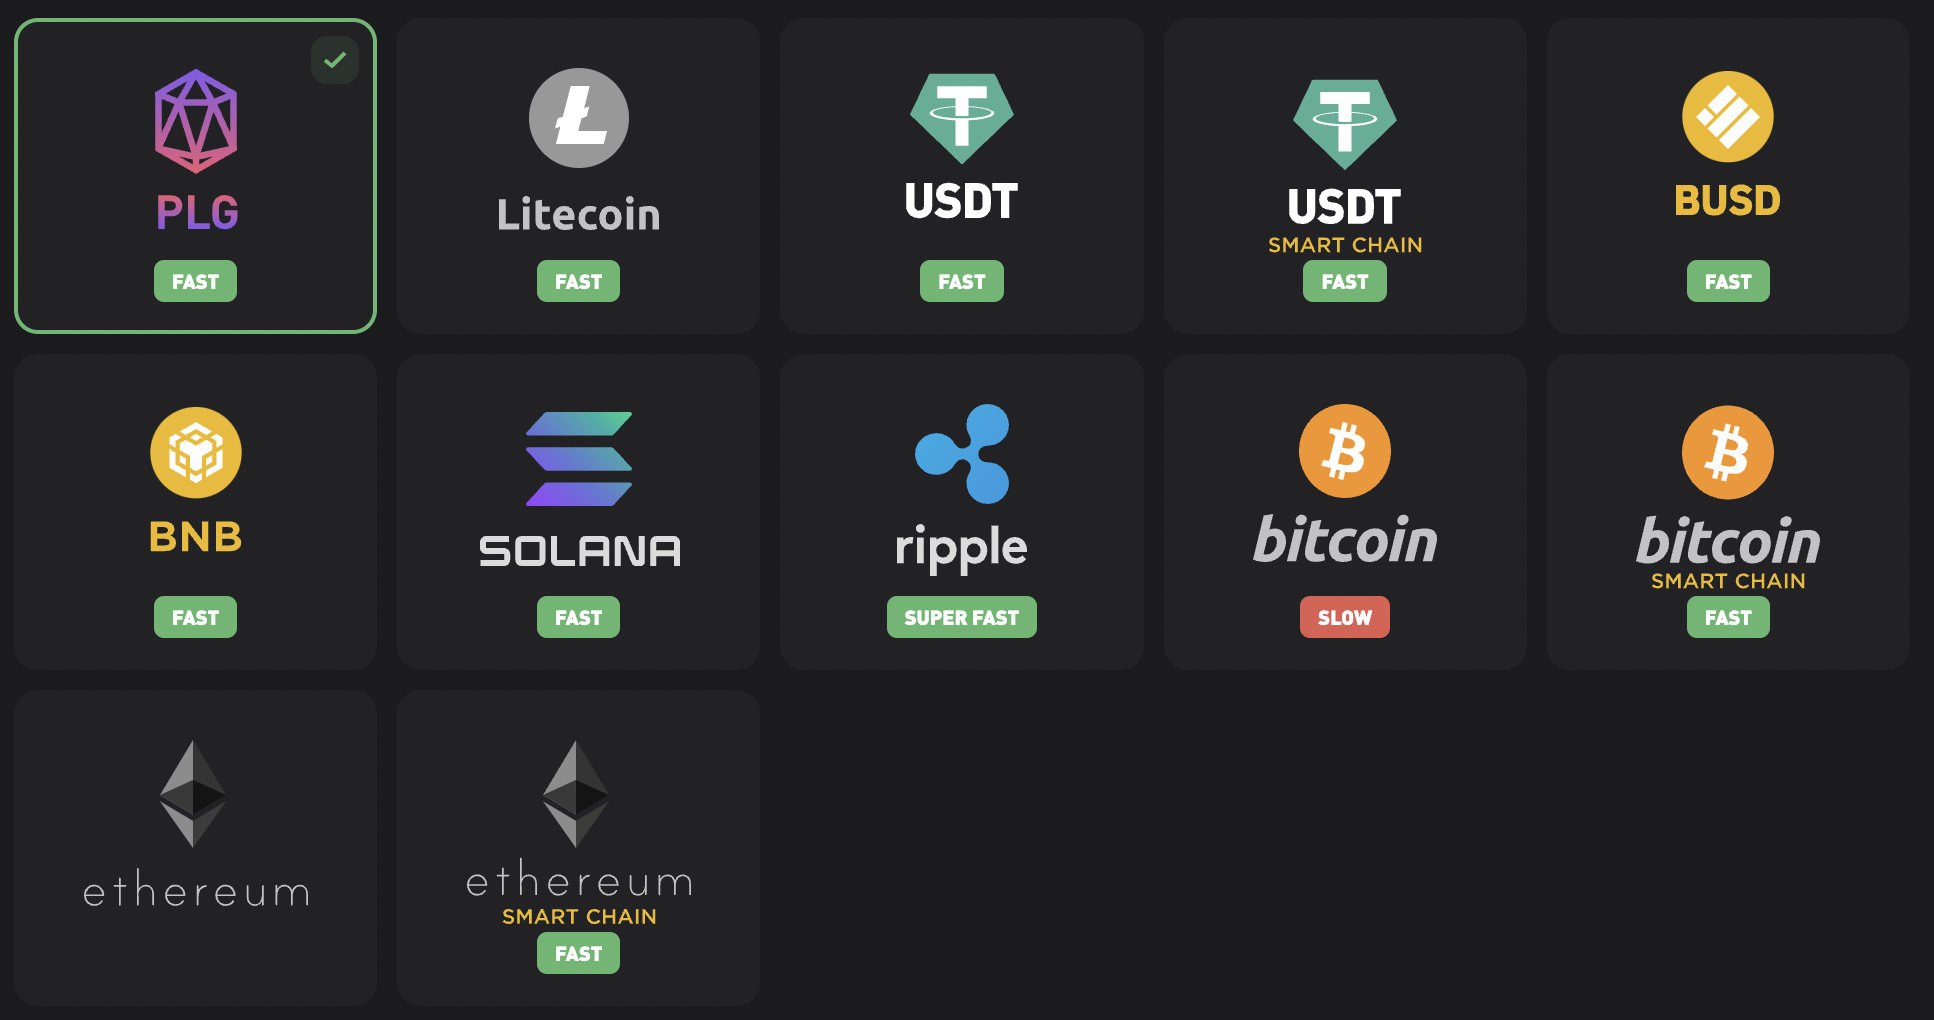 PLG
FAST
Litecoin
FAST
USDT
FAST
USDT
SMART CHAIN
FAST
BUSD
FAST
BNB
FAST
SOLANA
FAST
ripple
SUPER FAST
bitcoin
SLOW
bitcoin
SMART CHAIN
FAST
ethereum
ethereum
SMART CHAIN
FAST